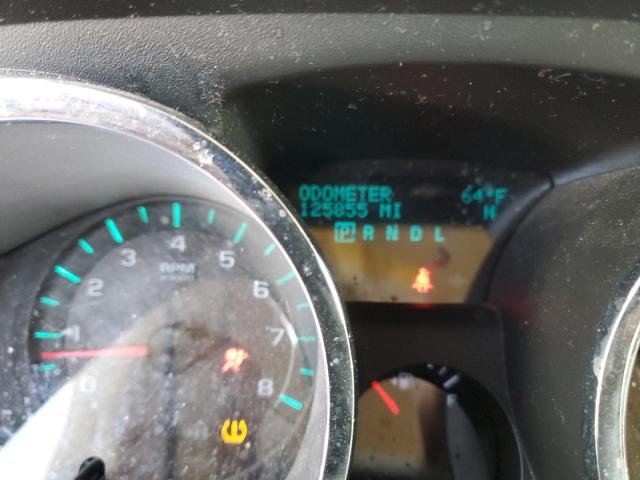 ODOMETER 64°F
125855 MI N
P R N D L
4
3 5
RPM
2 6
1 7
0 8